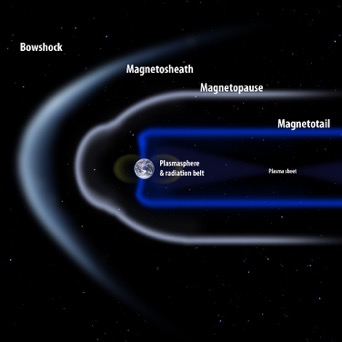 Bowshock
Magnetosheath
Magnetopause
Magnetotail
Plasmasphere
& radiation belt
Plasma sheet